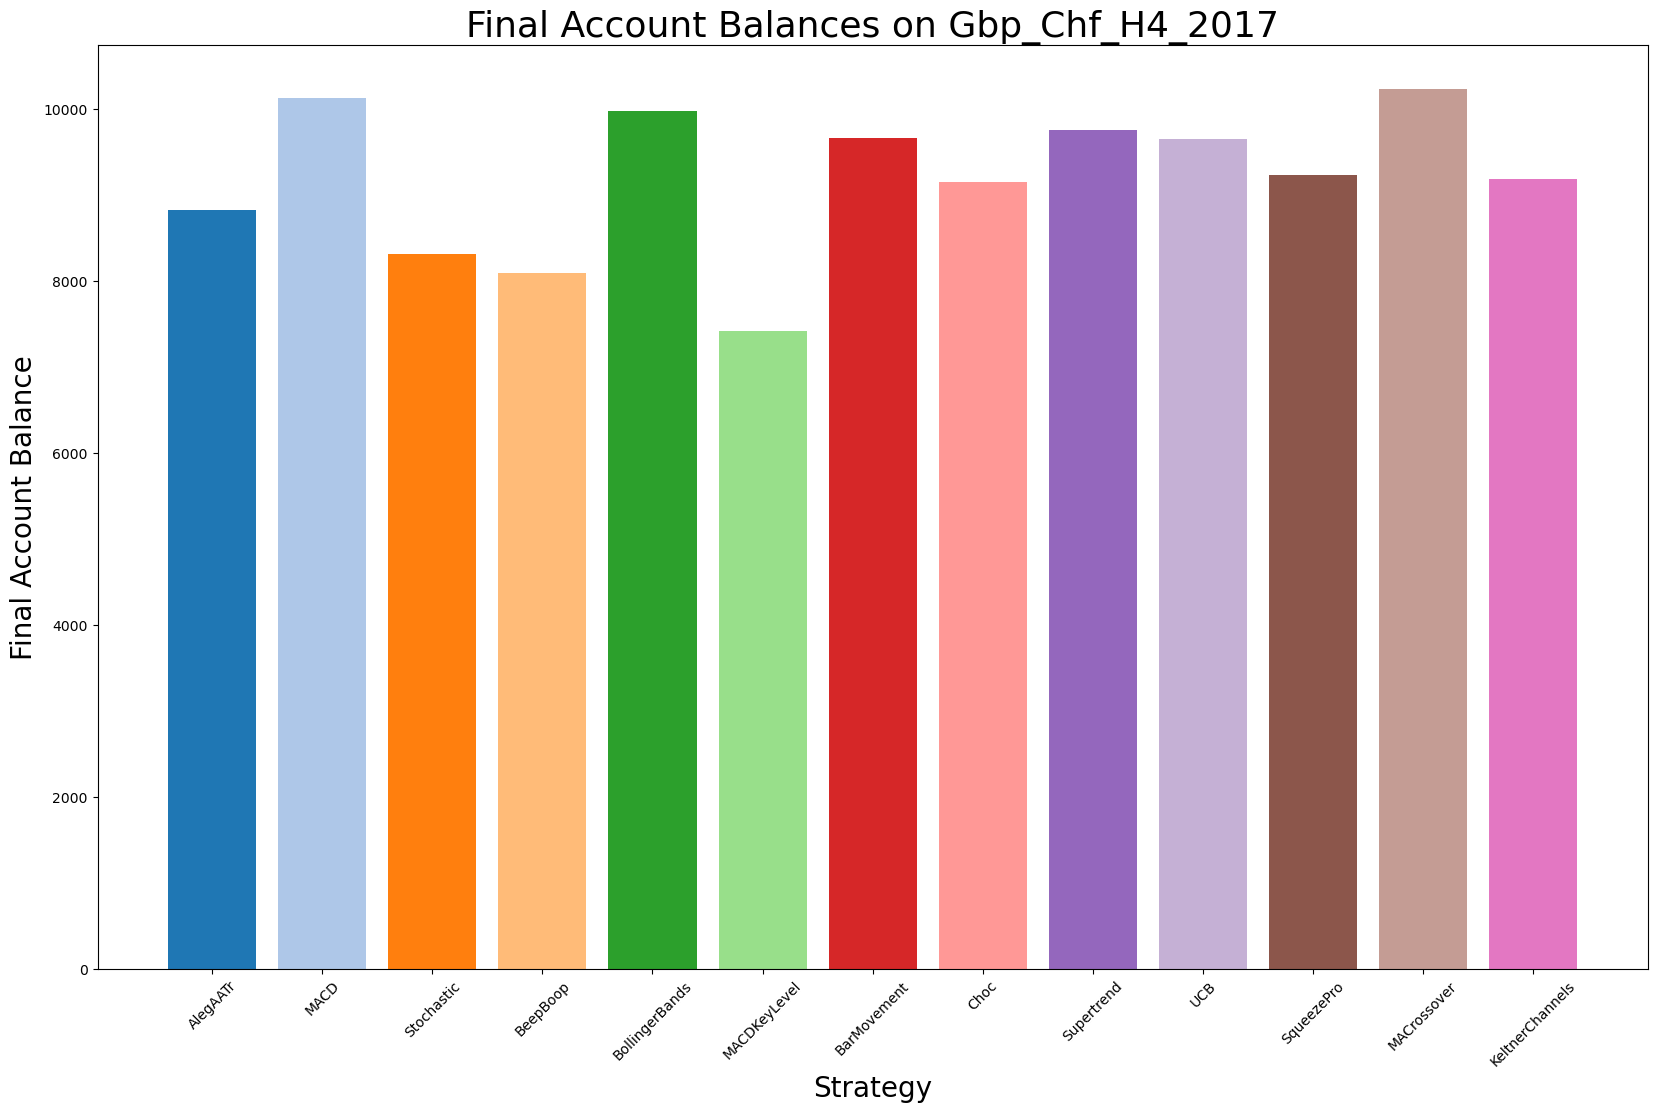 Final Account Balances on Gbp_Chf_H4_2017
Final Account Balance
10000
8000
6000
4000
2000
0
AlegAATr
MACD
Stochastic
BeepBoop
BollingerBands
MACDKeyLevel
BarMovement
Choc
Supertrend
UCB
SqueezePro
MACrossover
KeltnerChannels
Strategy